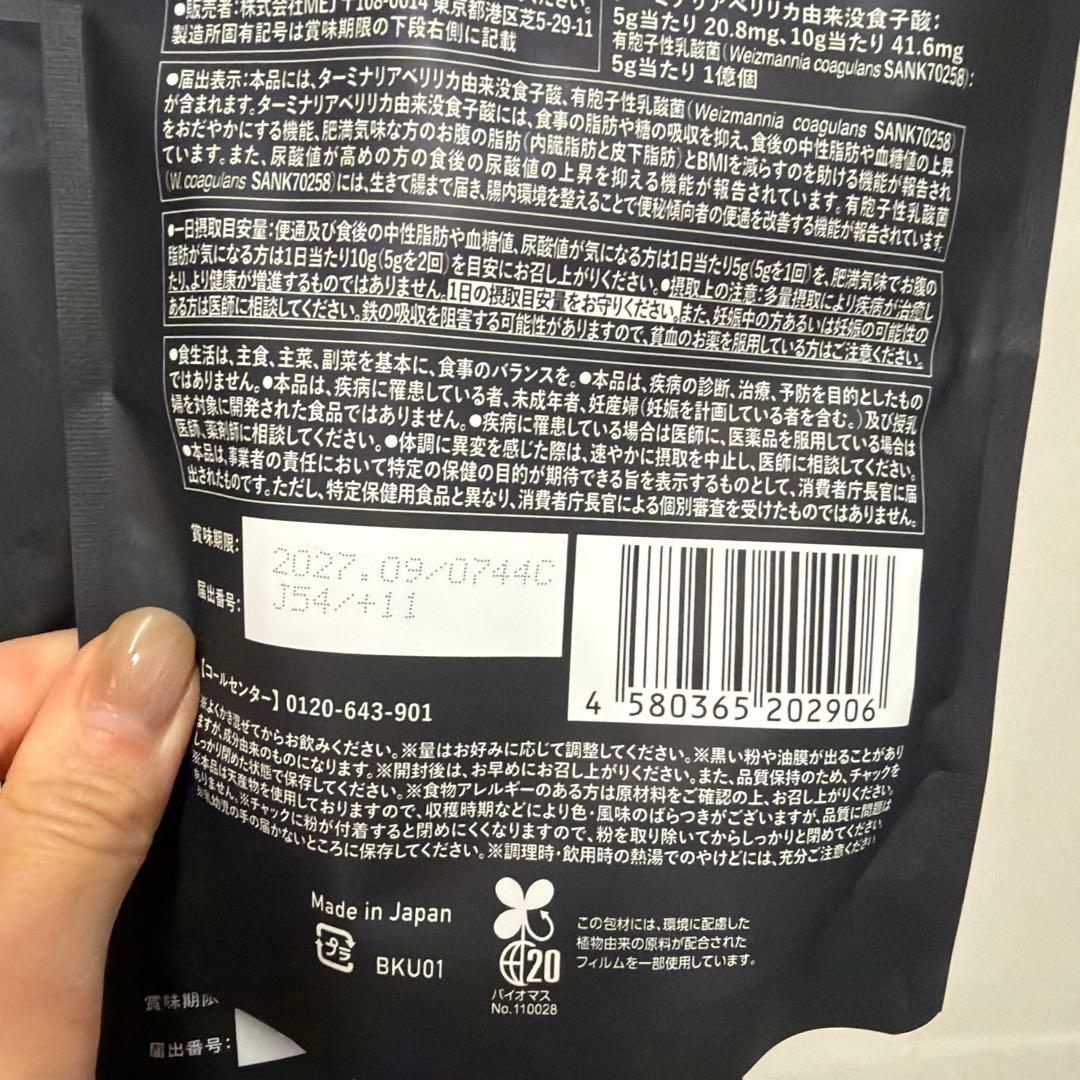 ●販売者:株式会社MEJ 〒108-0014 東京都港区芝5-29-11
製造所固有記号は賞味期限の下段右側に記載
ターミナリアベリリカ由来没食子酸:
5g当たり 20.8mg、10g当たり 41.6mg
有胞子性乳酸菌(Weizmannia coagulans SANK70258):
5g当たり 1億個
●届出表示:本品には、ターミナリアベリリカ由来没食子酸、有胞子性乳酸菌(Weizmannia coagulans SANK70258)
が含まれます。ターミナリアベリリカ由来没食子酸には、食事の脂肪や糖の吸収を抑え、食後の中性脂肪や血糖値の上昇
をおだやかにする機能、肥満気味な方のお腹の脂肪(内臓脂肪と皮下脂肪)とBMIを減らすのを助ける機能が報告され
ています。また、尿酸値が高めの方の食後の尿酸値の上昇を抑える機能が報告されています。有胞子性乳酸菌
(W.coagulans SANK70258)には、生きて腸まで届き、腸内環境を整えることで便秘傾向者の便通を改善する機能が報告されています。
●一日摂取目安量:便通及び食後の中性脂肪や血糖値、尿酸値が気になる方は1日当たり5g(5gを1回)を、肥満気味でお腹の
脂肪が気になる方は1日当たり10g(5gを2回)を目安にお召し上がりください。●摂取上の注意:多量摂取により疾病が治癒し
たり、より健康が増進するものではありません。1日の摂取目安量をお守りください。また、妊娠中の方あるいは妊娠の可能性の
ある方は医師に相談してください。鉄の吸収を阻害する可能性がありますので、貧血のお薬を服用している方はご注意ください。
●食生活は、主食、主菜、副菜を基本に、食事のバランスを。●本品は、疾病の診断、治療、予防を目的としたもの
ではありません。●本品は、疾病に罹患している者、未成年者、妊産婦(妊娠を計画している者を含む。)及び授乳
婦を対象に開発された食品ではありません。●疾病に罹患している場合は医師に、医薬品を服用している場合は
医師、薬剤師に相談してください。●体調に異変を感じた際は、速やかに摂取を中止し、医師に相談してください。
●本品は、事業者の責任において特定の保健の目的が期待できる旨を表示するものとして、消費者庁長官に届
出されたものです。ただし、特定保健用食品と異なり、消費者庁長官による個別審査を受けたものではありません。
賞味期限:
2027.09/0744C
届出番号:
J54/+11
4 580365 202906
【コールセンター】0120-643-901
※よくかき混ぜてからお飲みください。※量はお好みに応じて調整してください。※黒い粉や油膜が出ることがあり
ますが、成分由来のものになります。※開封後は、お早めにお召し上がりください。また、品質保持のため、チャックを
しっかり閉めた状態で保存してください。※食物アレルギーのある方は原材料をご確認の上、お召し上がりください。
※本品は天産物を使用しておりますので、収穫時期などにより色・風味のばらつきがございますが、品質に問題は
ありません。※チャックに粉が付着すると閉めにくくなりますので、粉を取り除いてからしっかりと閉めてください。
※乳幼児の手の届かないところに保存してください。※調理時・飲用時の熱湯でのやけどには、充分ご注意ください。
Made in Japan
プラ
BKU01
20
バイオマス
No.110028
この包材には、環境に配慮した
植物由来の原料が配合された
フィルムを一部使用しています。
賞味期限
届出番号: